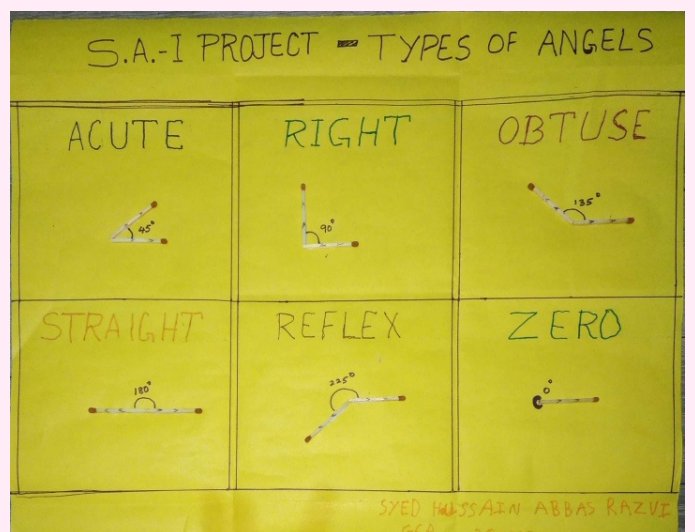 S.A.-I PROJECT - TYPES OF ANGELS
ACUTE
RIGHT
OBTUSE
45°
90°
135°
STRAIGHT
REFLEX
ZERO
180°
225°
0°
SYED HUSSAIN ABBAS RAZVI